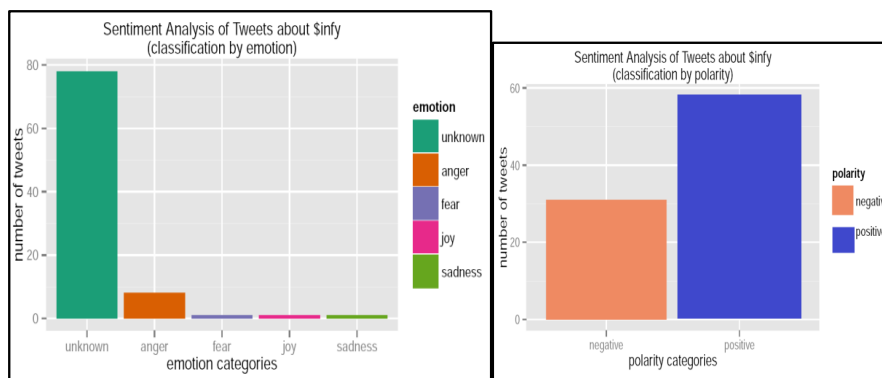 Sentiment Analysis of Tweets about $infy
(classification by emotion)
number of tweets
80
60
40
20
0
unknown anger fear joy sadness
emotion categories
emotion
unknown
anger
fear
joy
sadness
Sentiment Analysis of Tweets about $infy
(classification by polarity)
number of tweets
60
40
20
0
negative positive
polarity categories
polarity
negativ
positive